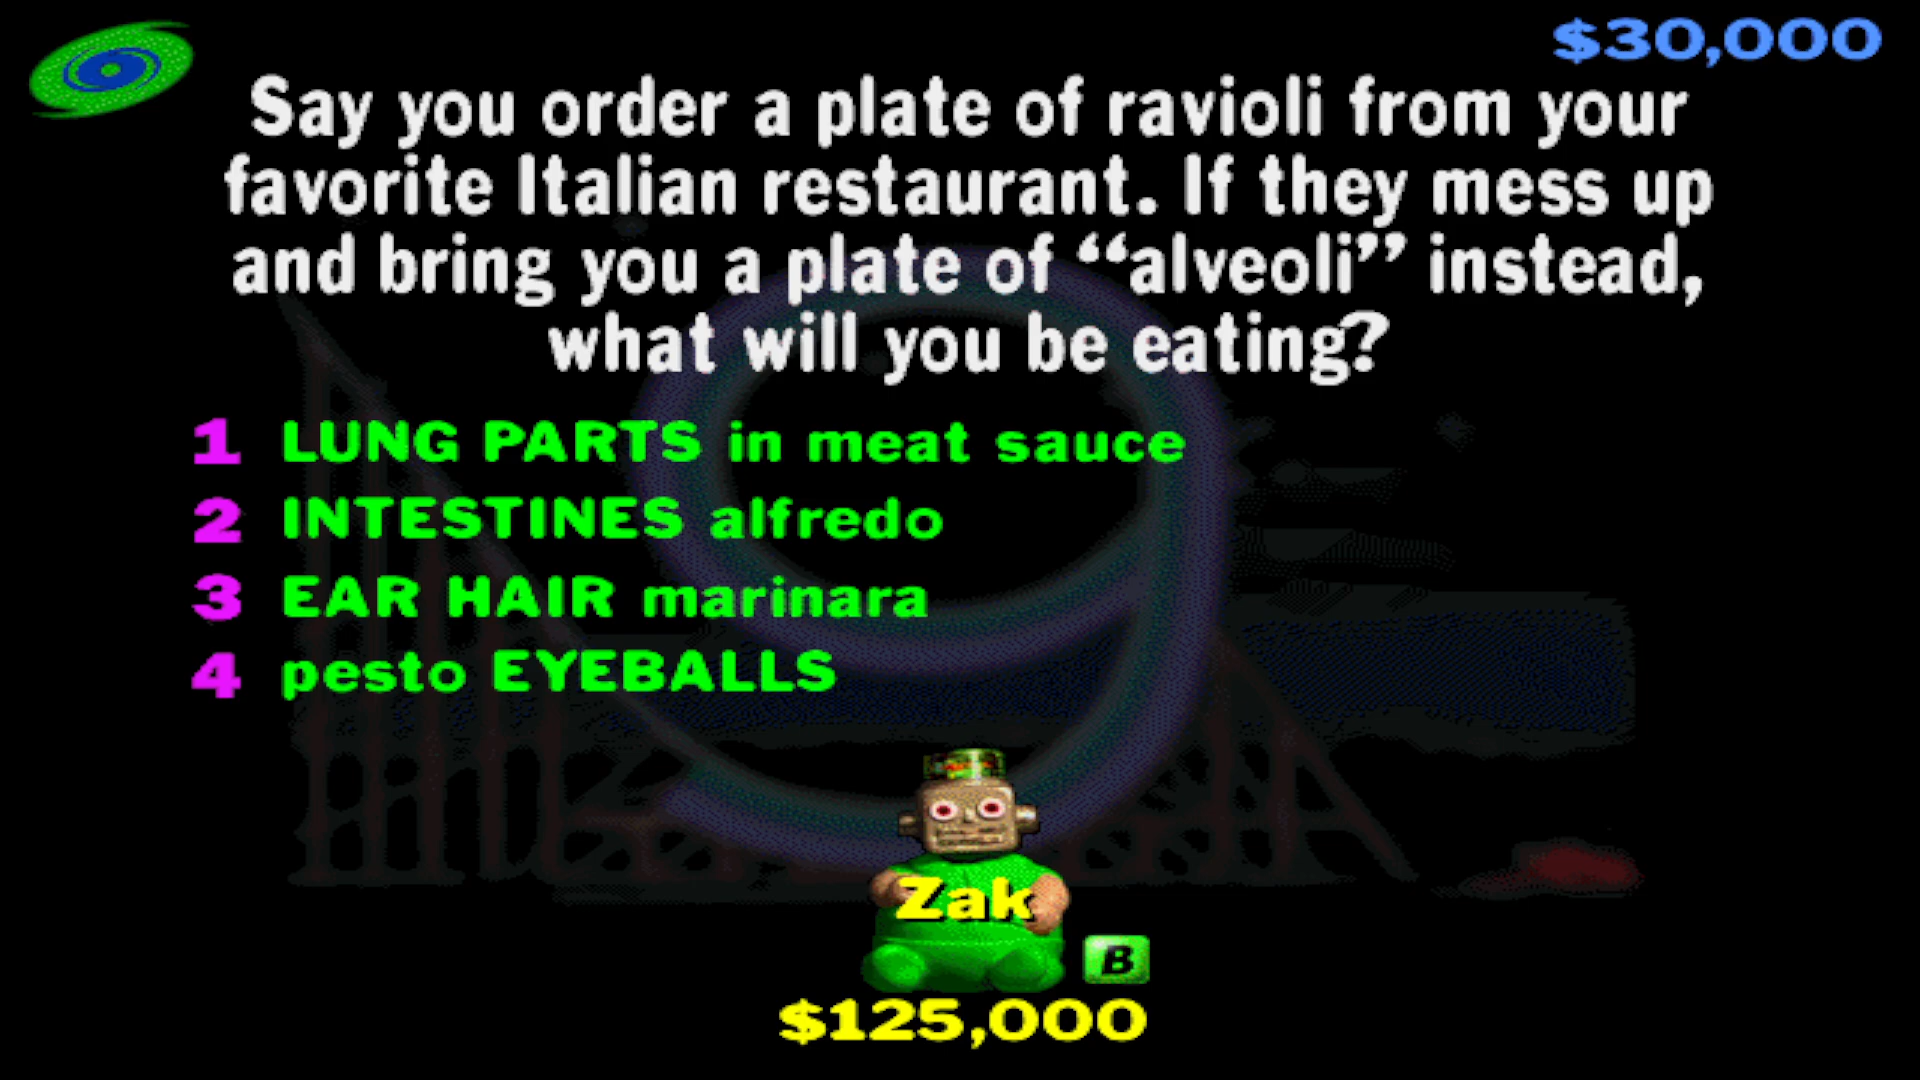 $30,000
Say you order a plate of ravioli from your
favorite Italian restaurant. If they mess up
and bring you a plate of “alveoli” instead,
what will you be eating?
1 LUNG PARTS in meat sauce
2 INTESTINES alfredo
3 EAR HAIR marinara
4 pesto EYEBALLS
Zak
B
$125,000